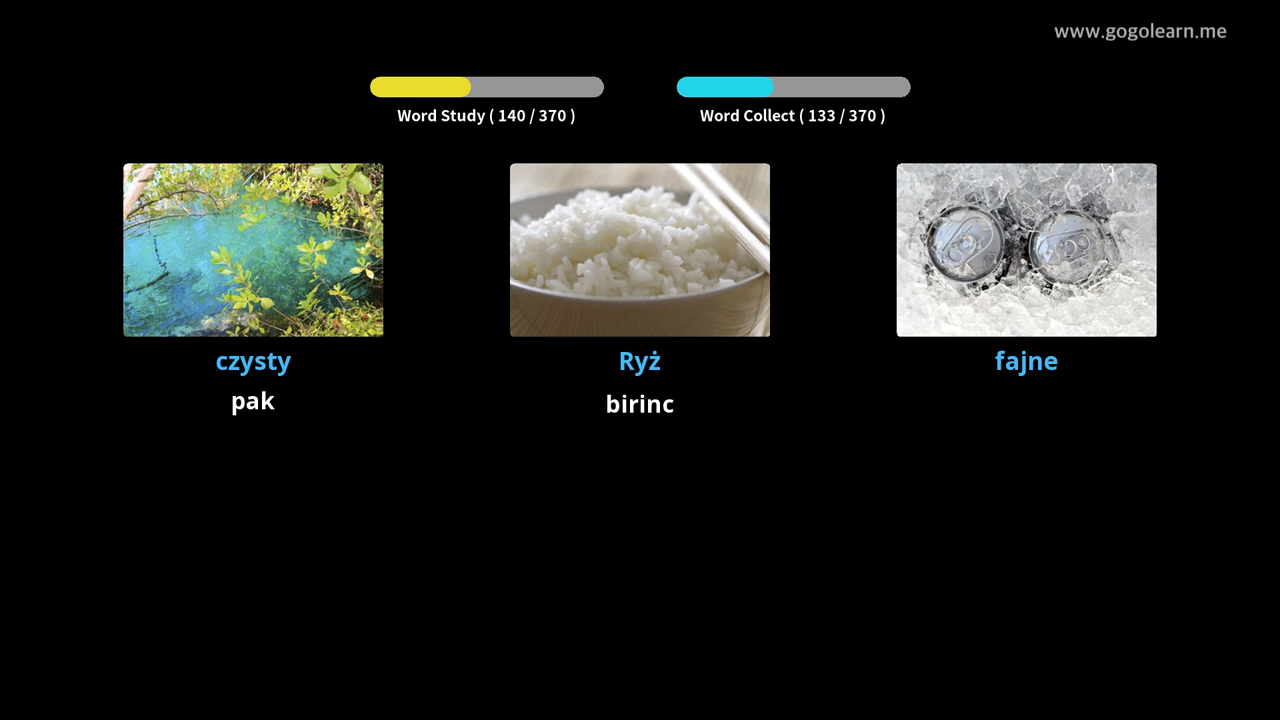 www.gogolearn.me
Word Study ( 140 / 370 )
Word Collect ( 133 / 370 )
czysty
Ryż
fajne
pak
birinc